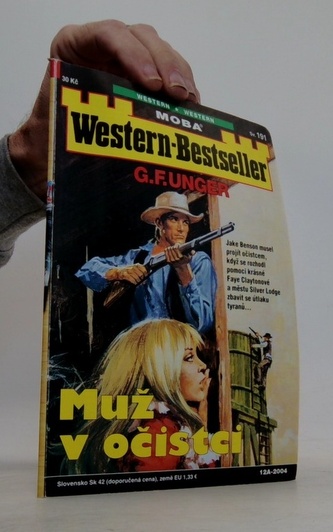 30 Kč
WESTERN ★ WESTERN
MOBA
Sv. 191
Western-Bestseller
G.F.UNGER
Jake Benson musel
projít očistcem,
když se rozhodl
pomoci krásné
Faye Claytonové
a městu Silver Lodge
zbavit se útlaku
tyranů....
Muž
v očistci
Slovensko Sk 42 (doporučená cena), země EU 1,33 €
12A-2004